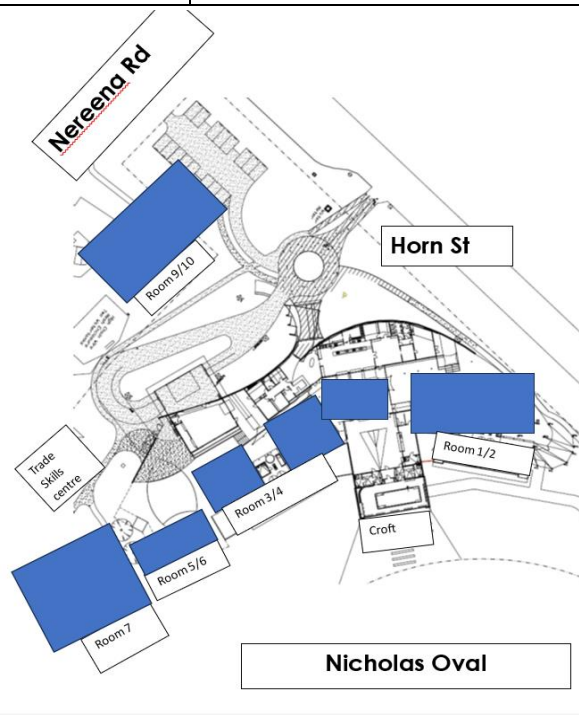 Nereena Rd
Horn St
Room 9/10
Trade
Skills
centre
Room 1/2
Room 3/4
Croft
Room 5/6
Room 7
Nicholas Oval